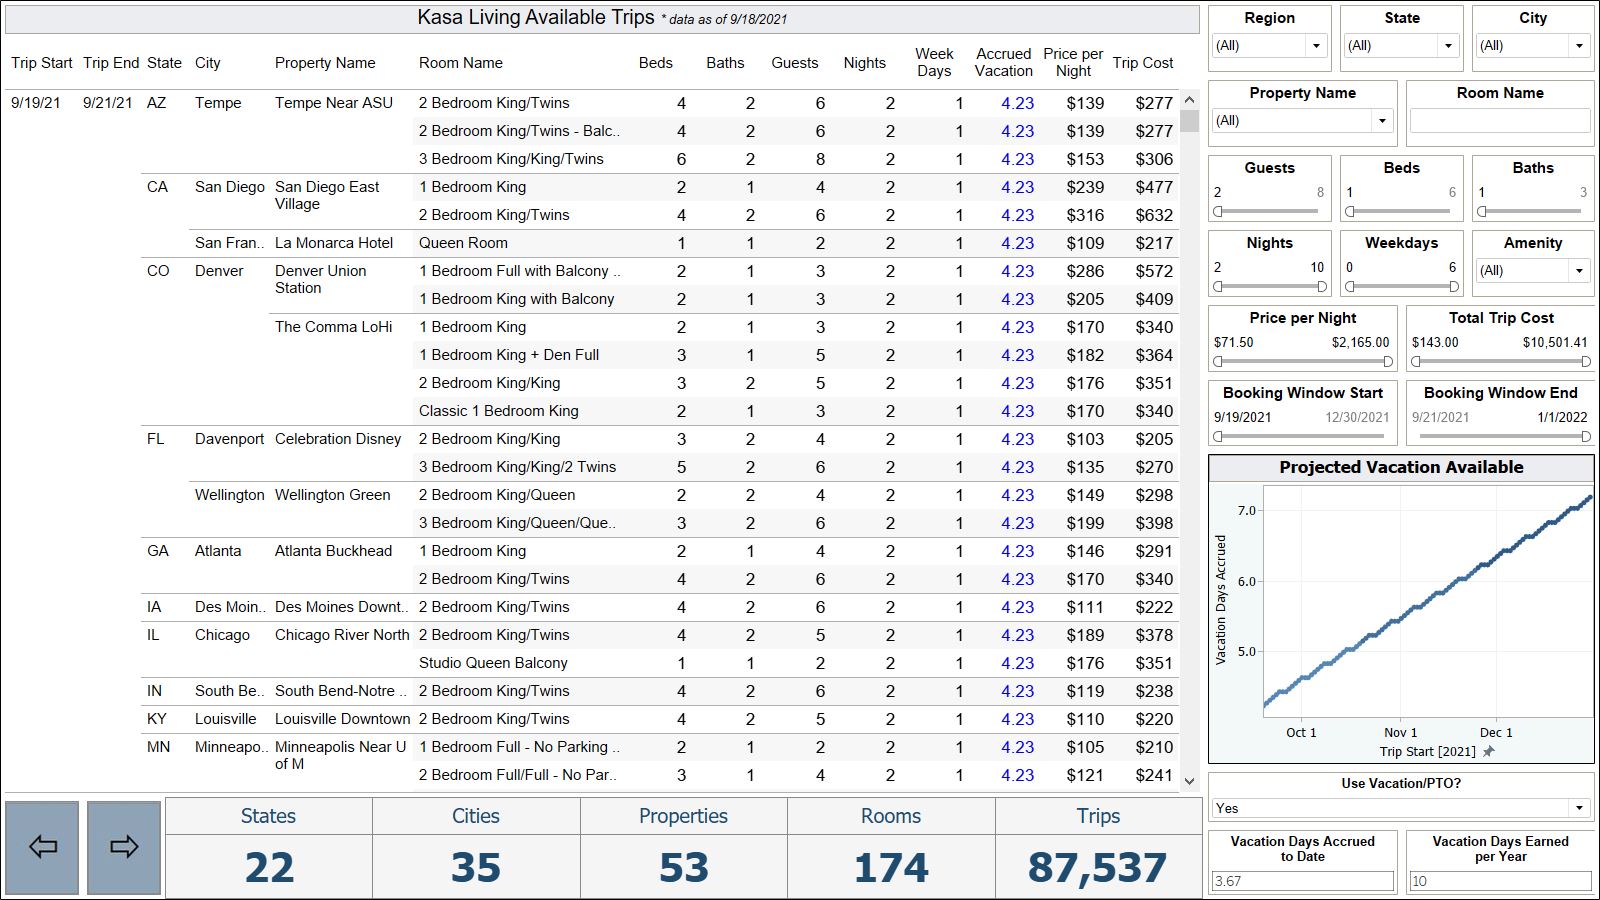 Kasa Living Available Trips * data as of 9/18/2021
Trip Start Trip End State City Property Name Room Name Beds Baths Guests Nights Week Days Accrued Vacation Price per Night Trip Cost
9/19/21 9/21/21 AZ Tempe Tempe Near ASU 2 Bedroom King/Twins 4 2 6 2 1 4.23 $139 $277
2 Bedroom King/Twins - Balc.. 4 2 6 2 1 4.23 $139 $277
3 Bedroom King/King/Twins 6 2 8 2 1 4.23 $153 $306
CA San Diego San Diego East Village 1 Bedroom King 2 1 4 2 1 4.23 $239 $477
2 Bedroom King/Twins 4 2 6 2 1 4.23 $316 $632
San Fran.. La Monarca Hotel Queen Room 1 1 2 2 1 4.23 $109 $217
CO Denver Denver Union Station 1 Bedroom Full with Balcony .. 2 1 3 2 1 4.23 $286 $572
1 Bedroom King with Balcony 2 1 3 2 1 4.23 $205 $409
The Comma LoHi 1 Bedroom King 2 1 3 2 1 4.23 $170 $340
1 Bedroom King + Den Full 3 1 5 2 1 4.23 $182 $364
2 Bedroom King/King 3 2 5 2 1 4.23 $176 $351
Classic 1 Bedroom King 2 1 3 2 1 4.23 $170 $340
FL Davenport Celebration Disney 2 Bedroom King/King 3 2 4 2 1 4.23 $103 $205
3 Bedroom King/King/2 Twins 5 2 6 2 1 4.23 $135 $270
Wellington Wellington Green 2 Bedroom King/Queen 2 2 4 2 1 4.23 $149 $298
3 Bedroom King/Queen/Que.. 3 2 6 2 1 4.23 $199 $398
GA Atlanta Atlanta Buckhead 1 Bedroom King 2 1 4 2 1 4.23 $146 $291
2 Bedroom King/Twins 4 2 6 2 1 4.23 $170 $340
IA Des Moin.. Des Moines Downt.. 2 Bedroom King/Twins 4 2 6 2 1 4.23 $111 $222
IL Chicago Chicago River North 2 Bedroom King/Twins 4 2 5 2 1 4.23 $189 $378
Studio Queen Balcony 1 1 2 2 1 4.23 $176 $351
IN South Be.. South Bend-Notre .. 2 Bedroom King/Twins 4 2 6 2 1 4.23 $119 $238
KY Louisville Louisville Downtown 2 Bedroom King/Twins 4 2 5 2 1 4.23 $110 $220
MN Minneapo.. Minneapolis Near U of M 1 Bedroom Full - No Parking .. 2 1 2 2 1 4.23 $105 $210
2 Bedroom Full/Full - No Par.. 3 1 4 2 1 4.23 $121 $241
States Cities Properties Rooms Trips
22 35 53 174 87,537
Region State City
(All) (All) (All)
Property Name Room Name
(All)
Guests Beds Baths
2 8 1 6 1 3
Nights Weekdays Amenity
2 10 0 6 (All)
Price per Night Total Trip Cost
$71.50 $2,165.00 $143.00 $10,501.41
Booking Window Start Booking Window End
9/19/2021 12/30/2021 9/21/2021 1/1/2022
Projected Vacation Available
Vacation Days Accrued
7.0
6.0
5.0
Oct 1 Nov 1 Dec 1
Trip Start [2021]
Use Vacation/PTO?
Yes
Vacation Days Accrued to Date Vacation Days Earned per Year
3.67 10